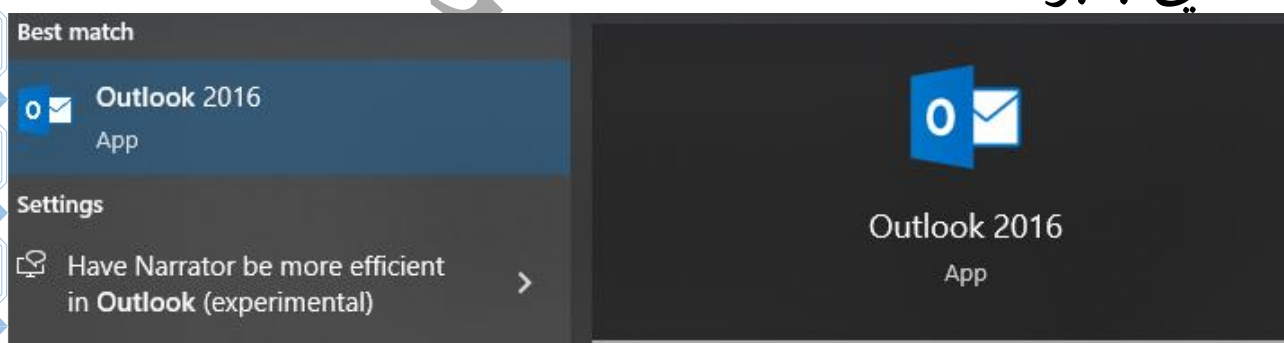 Best match
Outlook 2016
App
Settings
Have Narrator be more efficient
in Outlook (experimental)
Outlook 2016
App